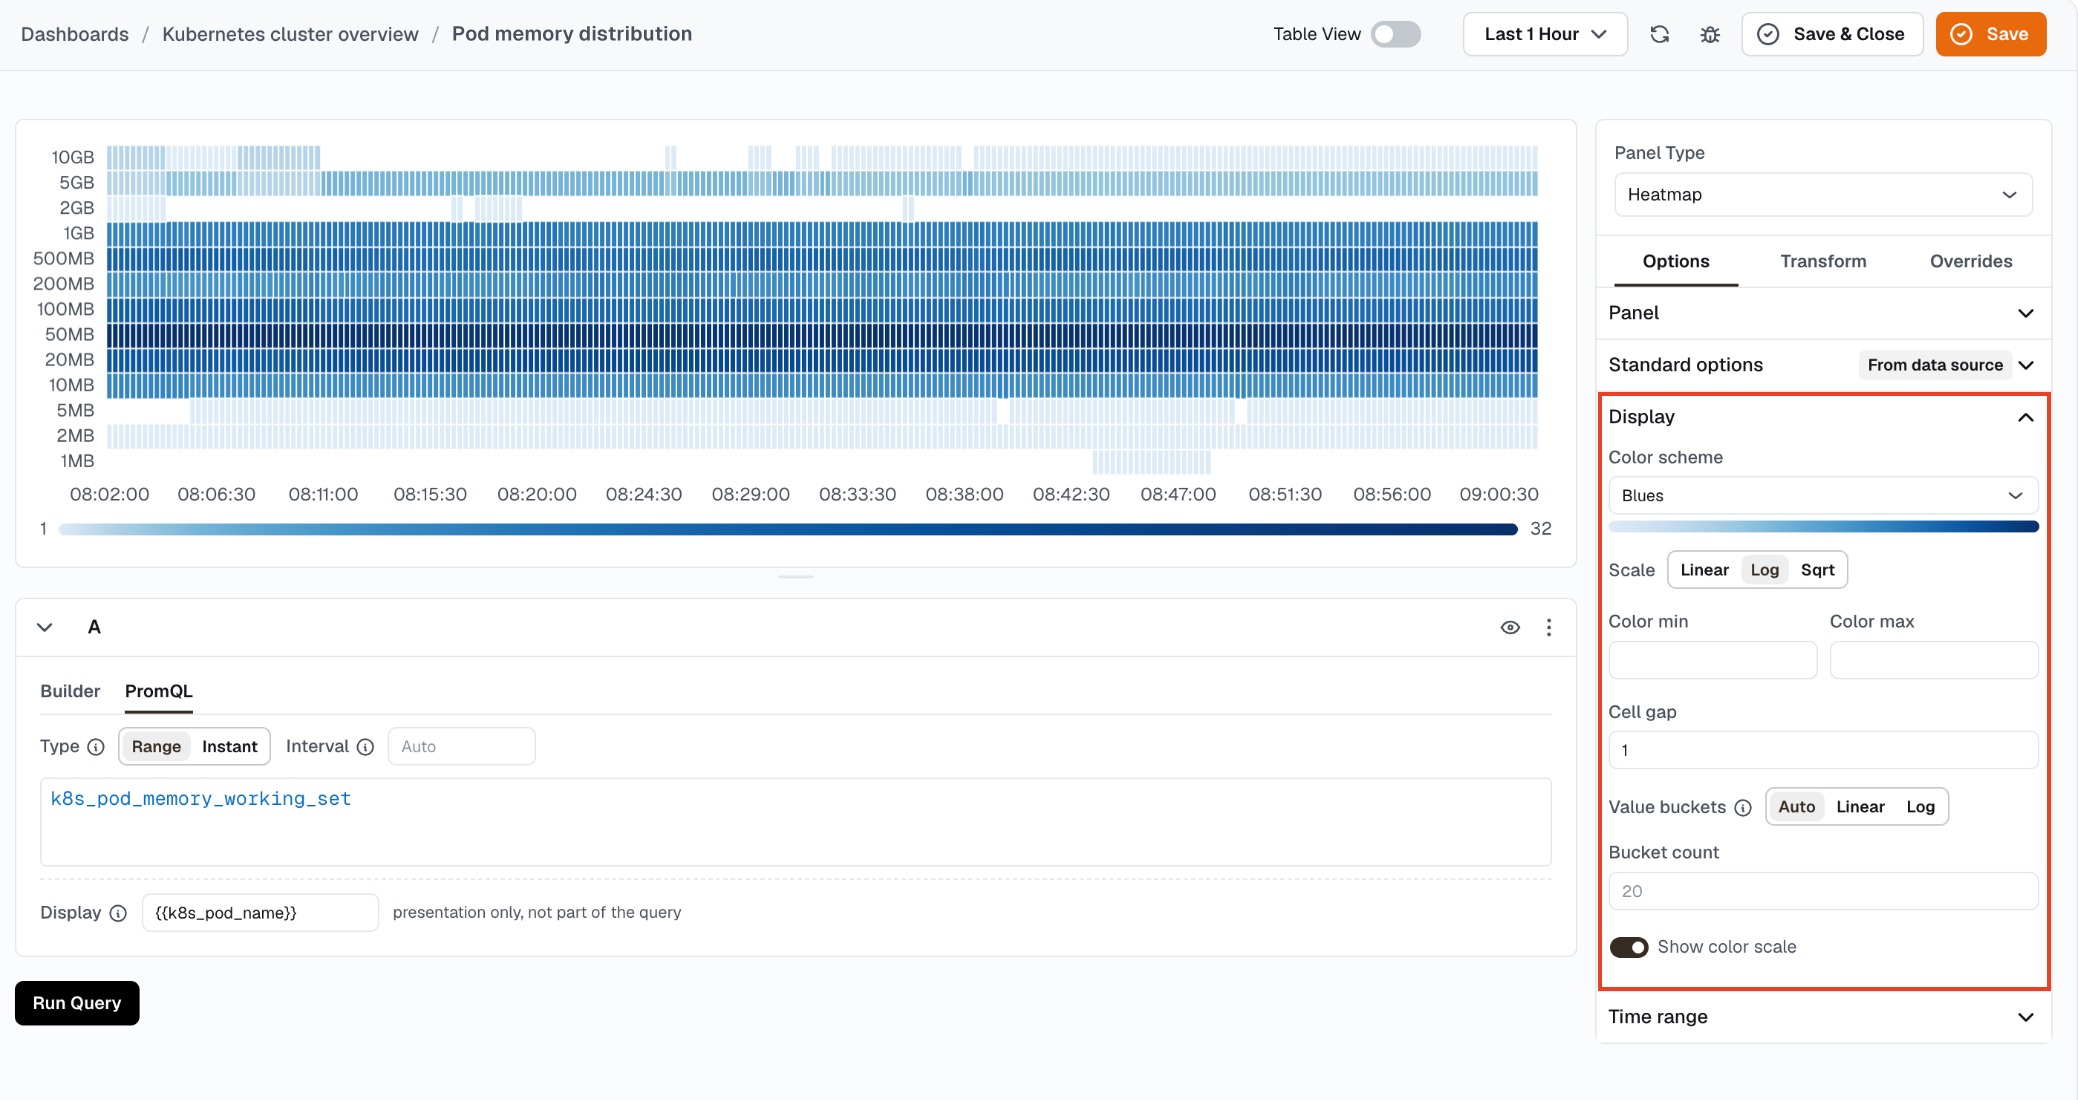 Dashboards / Kubernetes cluster overview / Pod memory distribution
Table View
Last 1 Hour
Save & Close
Save
10GB
5GB
2GB
1GB
500MB
200MB
100MB
50MB
20MB
10MB
5MB
2MB
1MB
08:02:00 08:06:30 08:11:00 08:15:30 08:20:00 08:24:30 08:29:00 08:33:30 08:38:00 08:42:30 08:47:00 08:51:30 08:56:00 09:00:30
1 32
A
Builder PromQL
Type Range Instant Interval Auto
k8s_pod_memory_working_set
Display {{k8s_pod_name}} presentation only, not part of the query
Run Query
Panel Type
Heatmap
Options Transform Overrides
Panel
Standard options From data source
Display
Color scheme
Blues
Scale Linear Log Sqrt
Color min Color max
Cell gap
1
Value buckets Auto Linear Log
Bucket count
20
Show color scale
Time range